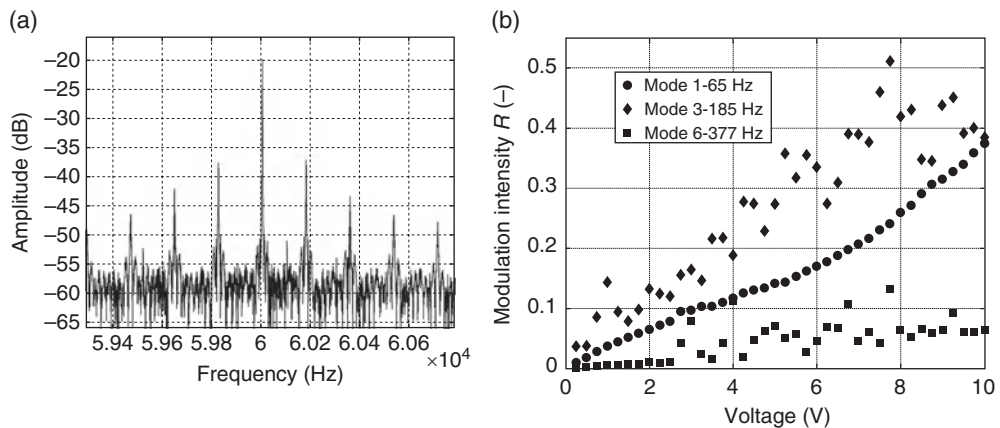 (a)
−20
−25
−30
−35
−40
−45
−50
−55
−60
−65
Amplitude (dB)
5.94 5.96 5.98 6 6.02 6.04 6.06
×10⁴
Frequency (Hz)
(b)
0.5
0.4
0.3
0.2
0.1
0
Modulation intensity R (–)
Mode 1-65 Hz
Mode 3-185 Hz
Mode 6-377 Hz
0 2 4 6 8 10
Voltage (V)